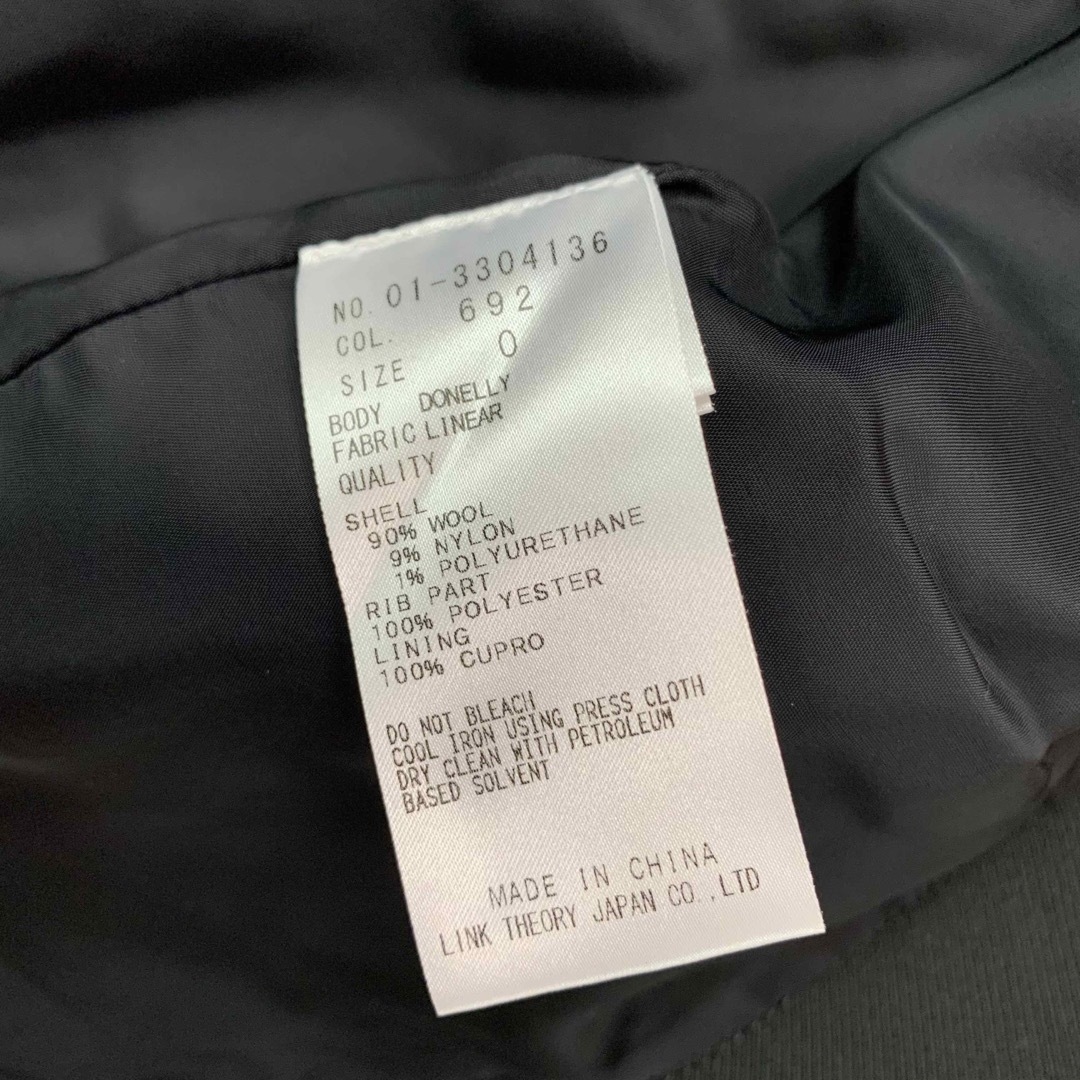 NO. 01-3304136
COL. 692
SIZE 0
BODY DONELLY
FABRIC LINEAR
QUALITY
SHELL
90% WOOL
9% NYLON
1% POLYURETHANE
RIB PART
100% POLYESTER
LINING
100% CUPRO
DO NOT BLEACH
COOL IRON USING PRESS CLOTH
DRY CLEAN WITH PETROLEUM
BASED SOLVENT
MADE IN CHINA
LINK THEORY JAPAN CO.,LTD